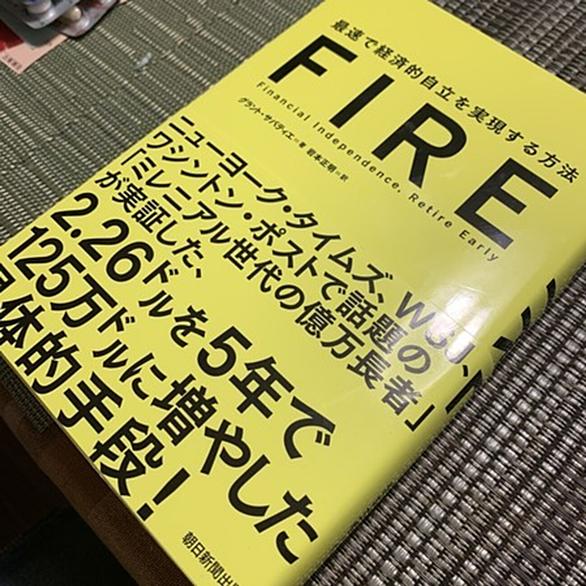 最速で経済的自立を実現する方法
FIRE
Financial Independence, Retire Early
グラント・サバティエ=著 岩本正明=訳
ニューヨーク・タイムズ、WSJ、
ワシントン・ポストで話題の
「ミレニアル世代の億万長者」
が実証した、
2.26ドルを5年で
125万ドルに増やした
体的手段!
朝日新聞出